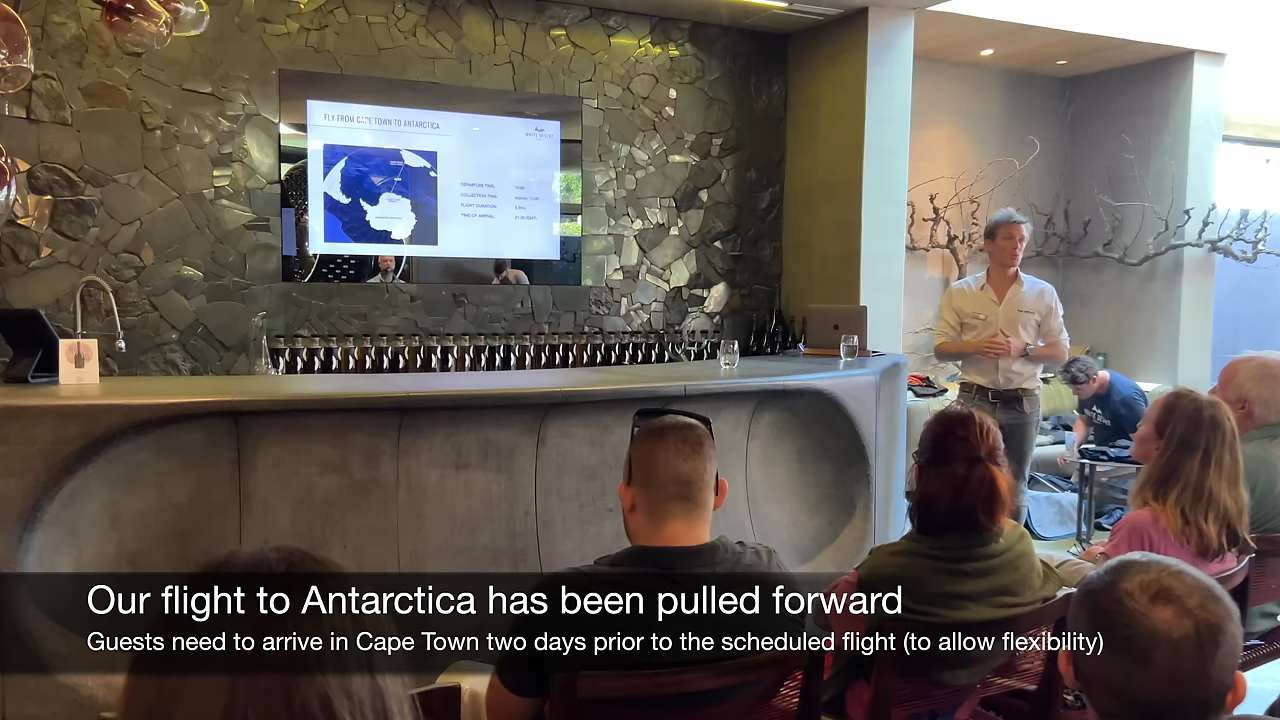 FLY FROM CAPE TOWN TO ANTARCTICA
WHITE DESERT
DEPARTURE TIME:
COLLECTION TIME:
FLIGHT DURATION:
TIME OF ARRIVAL:
Our flight to Antarctica has been pulled forward
Guests need to arrive in Cape Town two days prior to the scheduled flight (to allow flexibility)